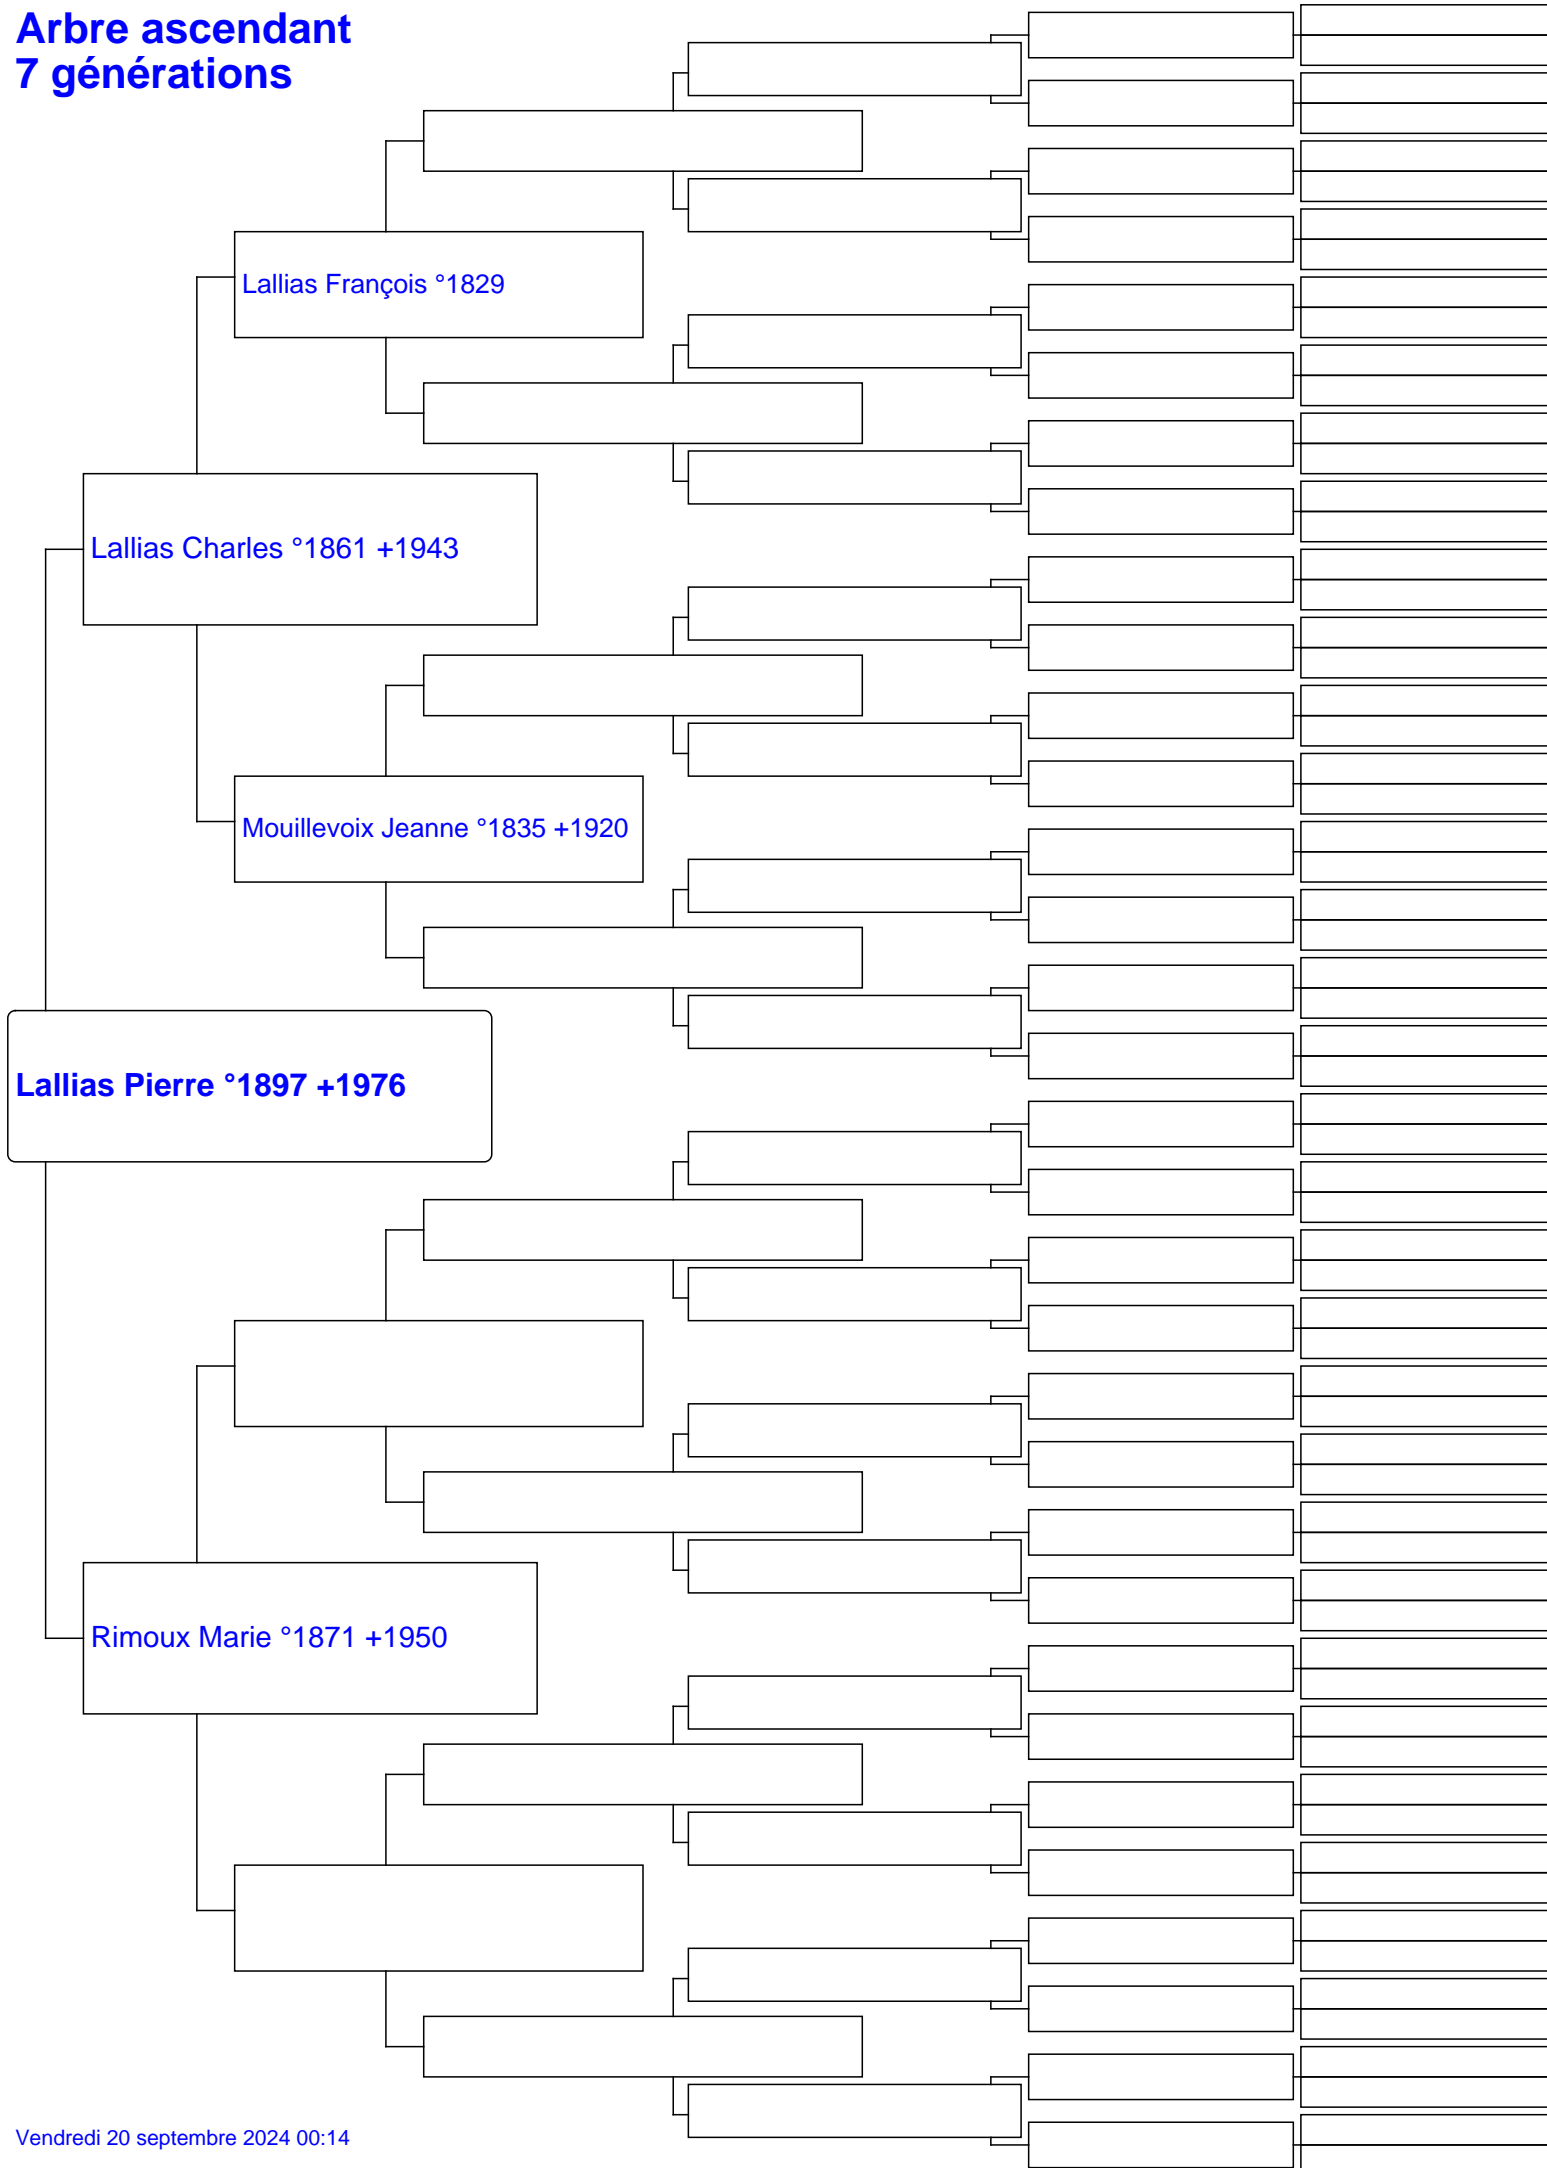 Arbre ascendant
7 générations
Lallias François °1829
Lallias Charles °1861 +1943
Mouillevoix Jeanne °1835 +1920
Lallias Pierre °1897 +1976
Rimoux Marie °1871 +1950
Vendredi 20 septembre 2024 00:14